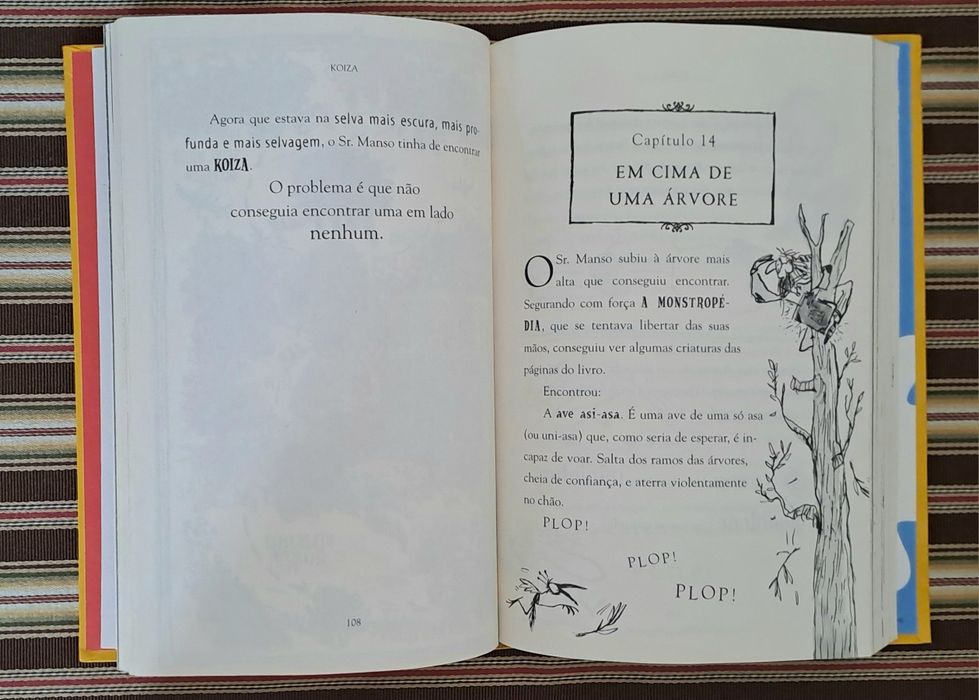 KOIZA
Agora que estava na selva mais escura, mais pro-
funda e mais selvagem, o Sr. Manso tinha de encontrar
uma KOIZA.
O problema é que não
conseguia encontrar uma em lado
nenhum.
108
Capítulo 14
EM CIMA DE
UMA ÁRVORE
O Sr. Manso subiu à árvore mais
alta que conseguiu encontrar.
Segurando com força A MONSTROPÉ-
DIA, que se tentava libertar das suas
mãos, conseguiu ver algumas criaturas das
páginas do livro.
Encontrou:
A ave asi-asa. É uma ave de uma só asa
(ou uni-asa) que, como seria de esperar, é in-
capaz de voar. Salta dos ramos das árvores,
cheia de confiança, e aterra violentamente
no chão.
PLOP!
PLOP!
PLOP!